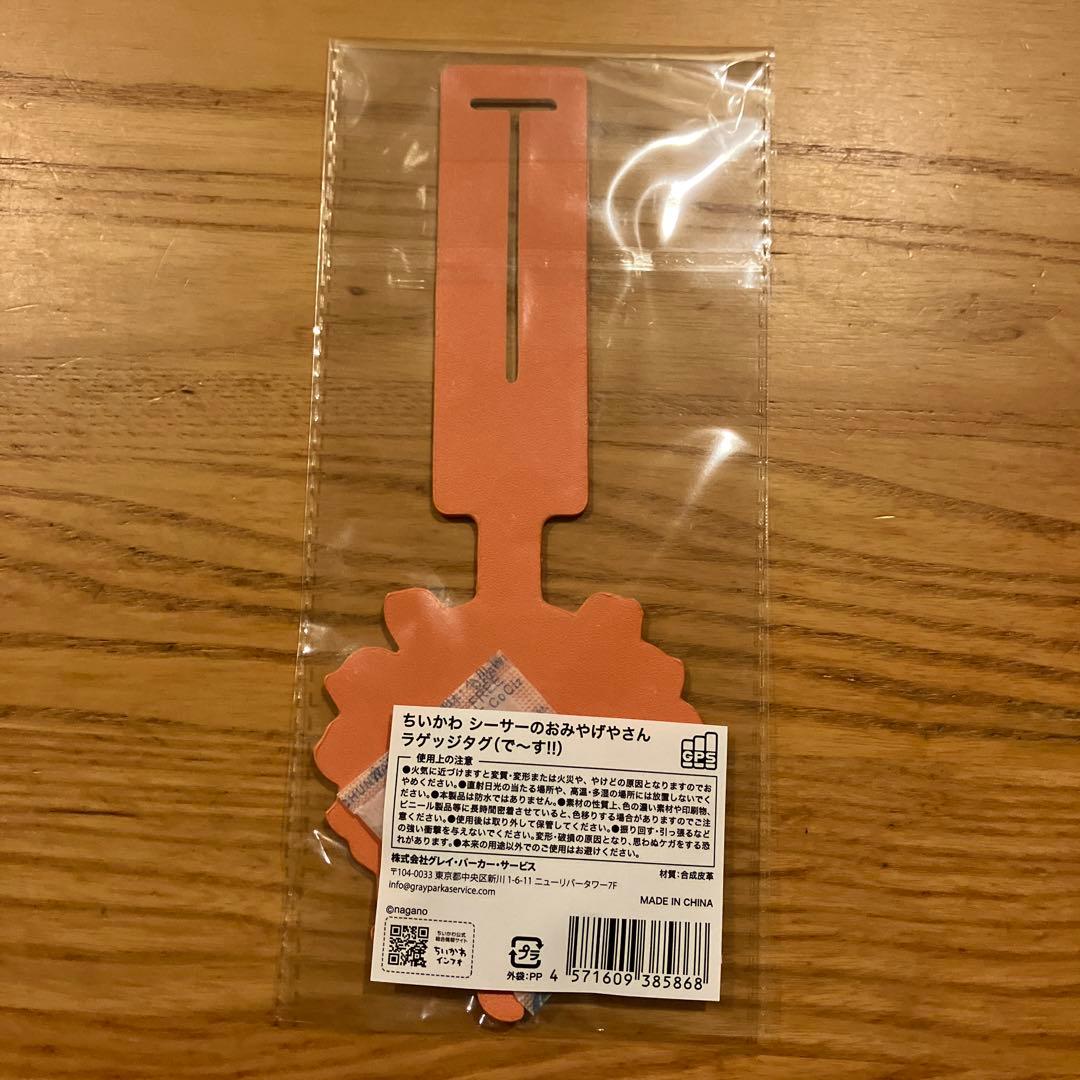 FREE
CoCl2
ちいかわ シーサーのおみやげやさん
ラゲッジタグ(で～す!!)
GPS
使用上の注意
●火気に近づけますと変質・変形または火災や、やけどの原因となりますのでお
やめください。●直射日光の当たる場所や、高温・多湿の場所には放置しないでく
ださい。●本製品は防水ではありません。●素材の性質上、色の濃い素材や印刷物、
ビニール製品等に長時間密着させていると、色移りする場合がありますのでご注
意ください。●使用後は取り外して保管してください。●振り回す・引っ張るなど
の強い衝撃を与えないでください。変形・破損の原因となり、思わぬケガをする恐
れがあります。●本来の用途以外でのご使用はお避けください。
株式会社グレイ・パーカー・サービス
材質:合成皮革
〒104-0033 東京都中央区新川 1-6-11 ニューリバータワー7F
info@grayparkaservice.com
MADE IN CHINA
©nagano
ちいかわ公式
総合情報サイト
ちいかわ
インフォ
プラ
外袋:PP
4 571609 385868